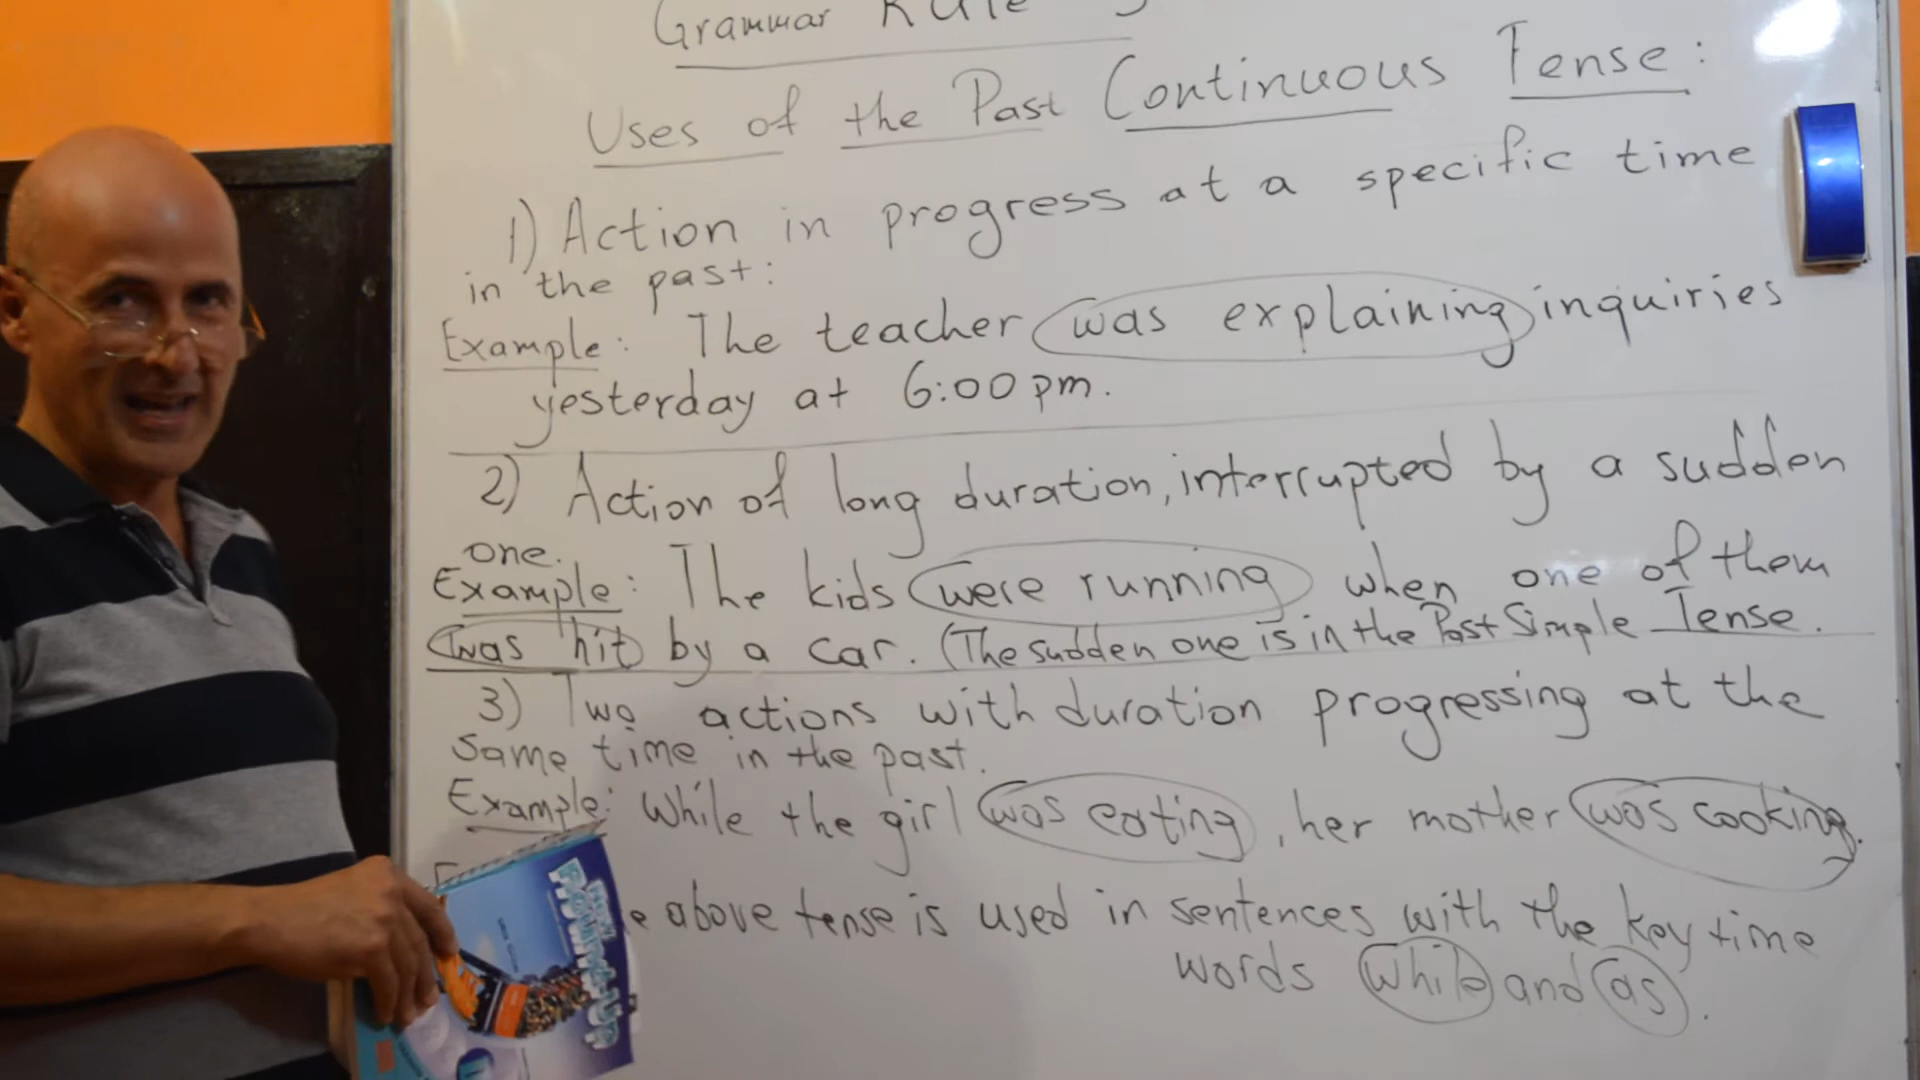 Grammar Rule
Uses of the Past Continuous Tense:
1) Action in progress at a specific time
in the past:
Example: The teacher was explaining inquiries
yesterday at 6:00 pm.
2) Action of long duration, interrupted by a sudden
one.
Example: The kids were running when one of them
was hit by a car. (The sudden one is in the Past Simple Tense.
3) Two actions with duration progressing at the
same time in the past.
Example: While the girl was eating, her mother was cooking.
above tense is used in sentences with the key time
words while and as.
Round-UP